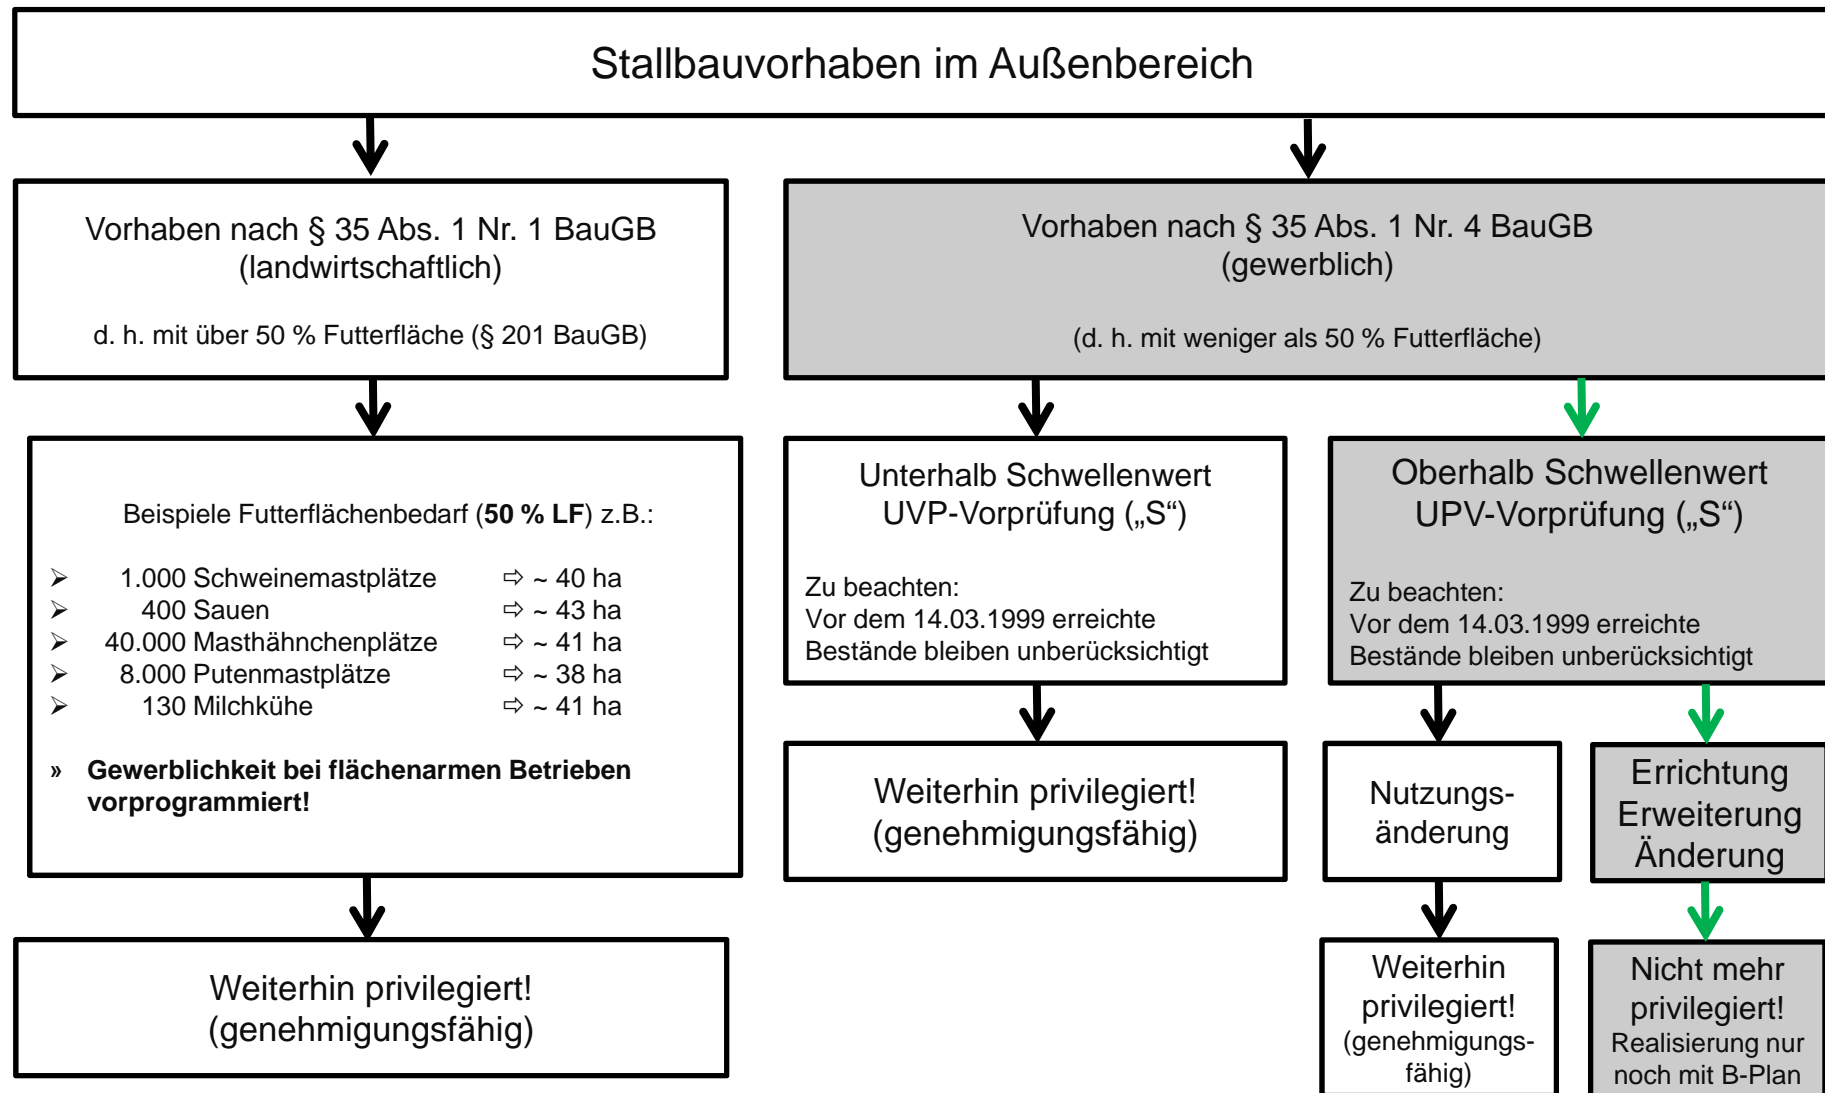 Stallbauvorhaben im Außenbereich
Vorhaben nach § 35 Abs. 1 Nr. 1 BauGB
(landwirtschaftlich)
d. h. mit über 50 % Futterfläche (§ 201 BauGB)
Vorhaben nach § 35 Abs. 1 Nr. 4 BauGB
(gewerblich)
(d. h. mit weniger als 50 % Futterfläche)
Beispiele Futterflächenbedarf (50 % LF) z.B.:
➢ 1.000 Schweinemastplätze ⇨ ~ 40 ha
➢ 400 Sauen ⇨ ~ 43 ha
➢ 40.000 Masthähnchenplätze ⇨ ~ 41 ha
➢ 8.000 Putenmastplätze ⇨ ~ 38 ha
➢ 130 Milchkühe ⇨ ~ 41 ha
» Gewerblichkeit bei flächenarmen Betrieben
vorprogrammiert!
Unterhalb Schwellenwert
UVP-Vorprüfung („S“)
Zu beachten:
Vor dem 14.03.1999 erreichte
Bestände bleiben unberücksichtigt
Oberhalb Schwellenwert
UPV-Vorprüfung („S“)
Zu beachten:
Vor dem 14.03.1999 erreichte
Bestände bleiben unberücksichtigt
Weiterhin privilegiert!
(genehmigungsfähig)
Nutzungs-
änderung
Errichtung
Erweiterung
Änderung
Weiterhin privilegiert!
(genehmigungsfähig)
Weiterhin
privilegiert!
(genehmigungs-
fähig)
Nicht mehr
privilegiert!
Realisierung nur
noch mit B-Plan